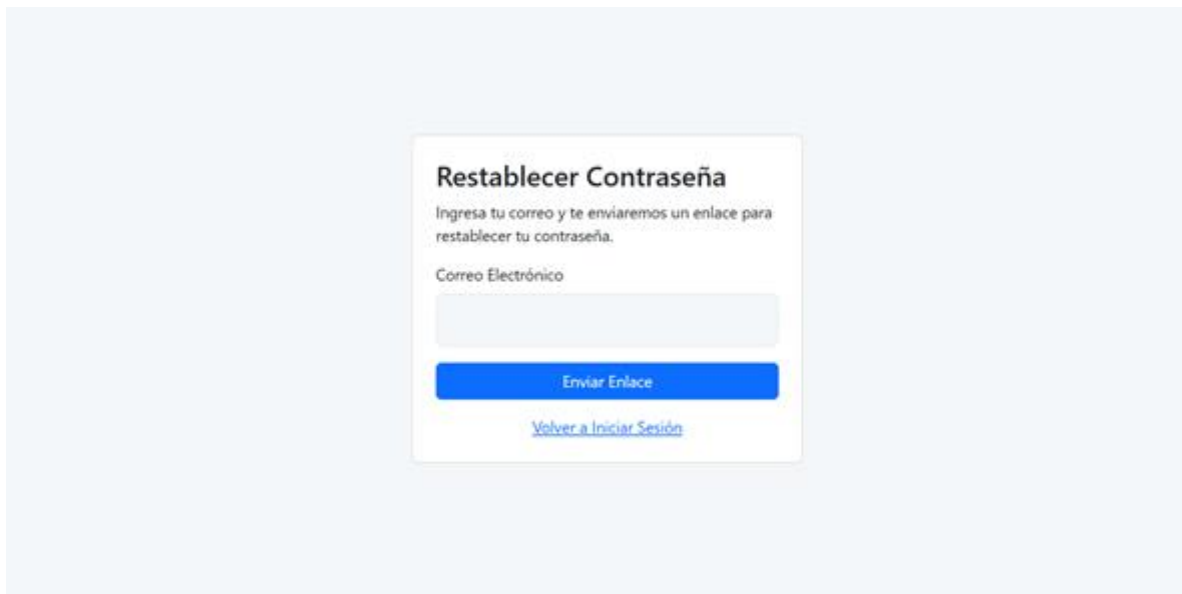 Restablecer Contraseña
Ingresa tu correo y te enviaremos un enlace para
restablecer tu contraseña.
Correo Electrónico
Enviar Enlace
Volver a Iniciar Sesión